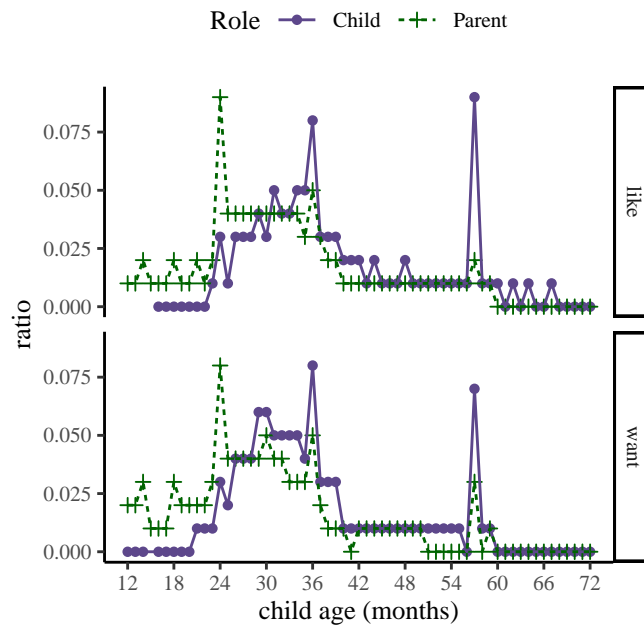 Role Child Parent
0.075
0.050
0.025
0.000
like
ratio
0.075
0.050
0.025
0.000
want
12 18 24 30 36 42 48 54 60 66 72
child age (months)